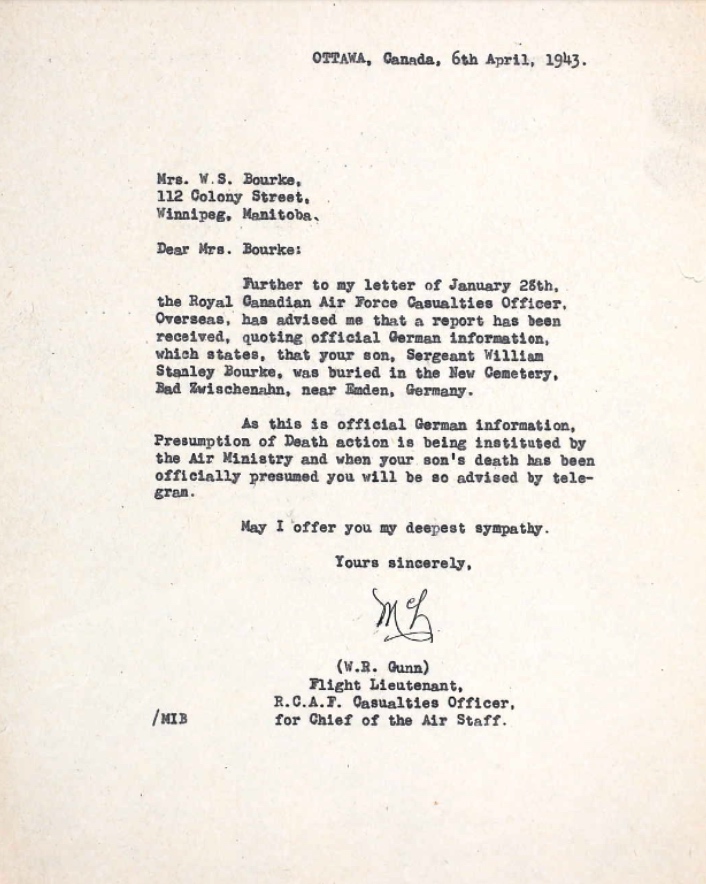 OTTAWA, Canada, 6th April, 1943.
Mrs. W.S. Bourke,
112 Colony Street,
Winnipeg, Manitoba.
Dear Mrs. Bourke:
Further to my letter of January 28th,
the Royal Canadian Air Force Casualties Officer,
Overseas, has advised me that a report has been
received, quoting official German information,
which states, that your son, Sergeant William
Stanley Bourke, was buried in the New Cemetery,
Bad Zwischenahn, near Emden, Germany.
As this is official German information,
Presumption of Death action is being instituted by
the Air Ministry and when your son's death has been
officially presumed you will be so advised by tele-
gram.
May I offer you my deepest sympathy.
Yours sincerely,
McL
(W.R. Gunn)
Flight Lieutenant,
R.C.A.F. Casualties Officer,
/MIB for Chief of the Air Staff.